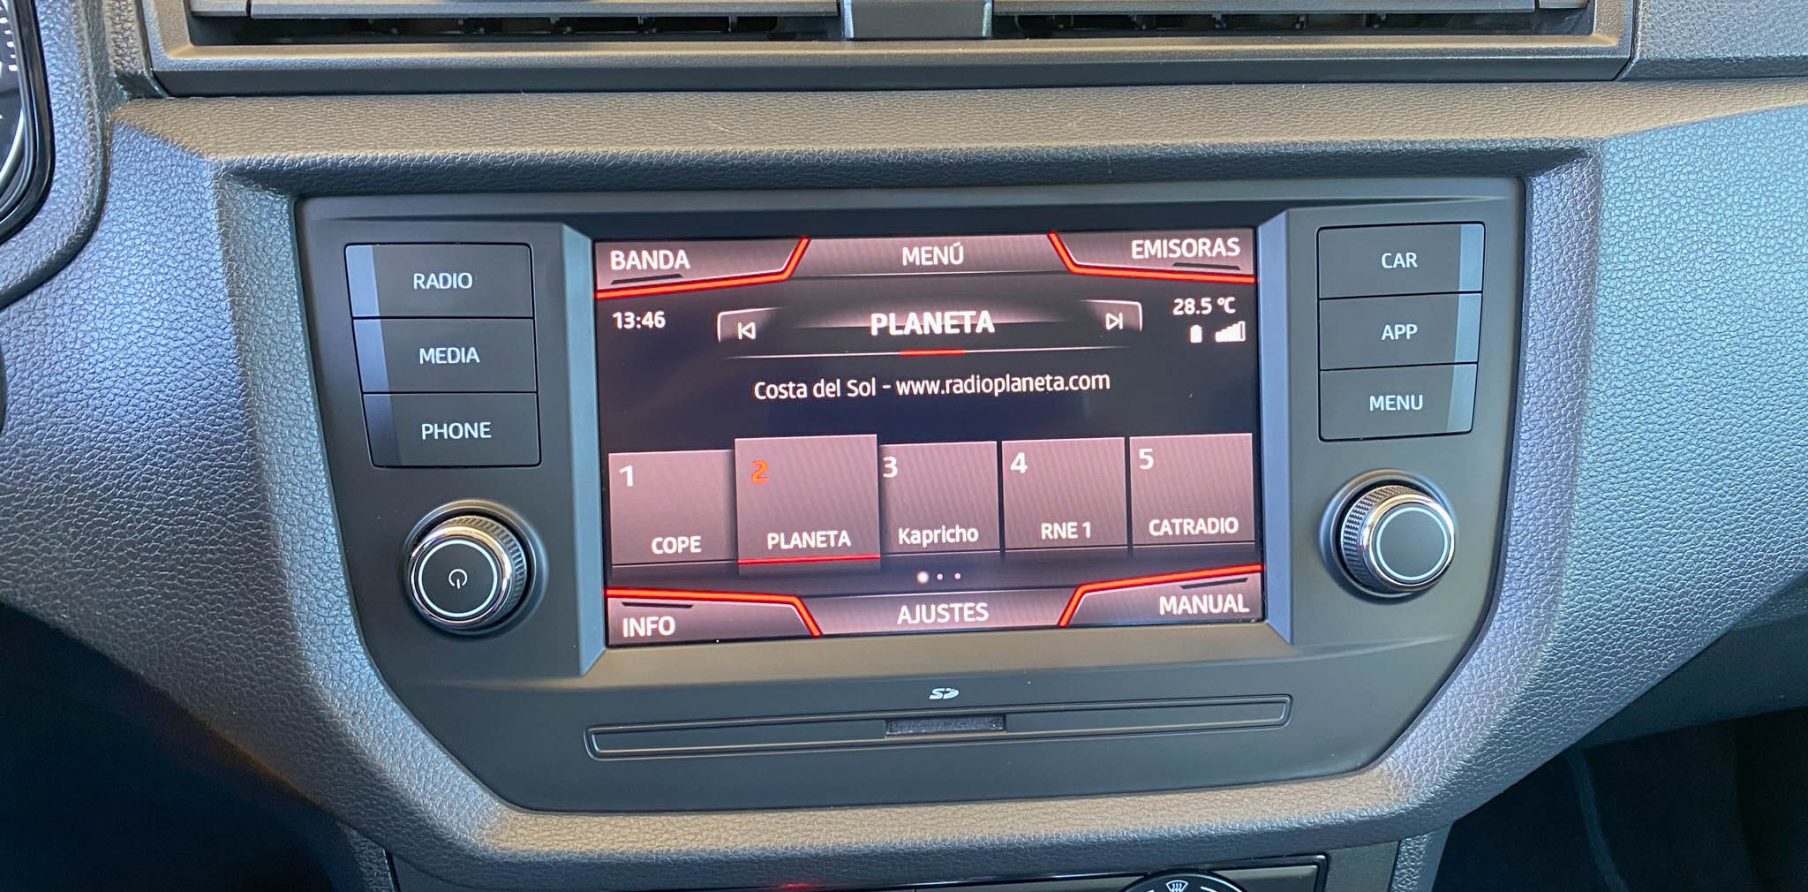 RADIO
MEDIA
PHONE
BANDA
MENÚ
EMISORAS
13:46
PLANETA
28.5 °C
Costa del Sol - www.radioplaneta.com
1
COPE
2
PLANETA
3
Kapricho
4
RNE 1
5
CATRADIO
INFO
AJUSTES
MANUAL
CAR
APP
MENU
SD